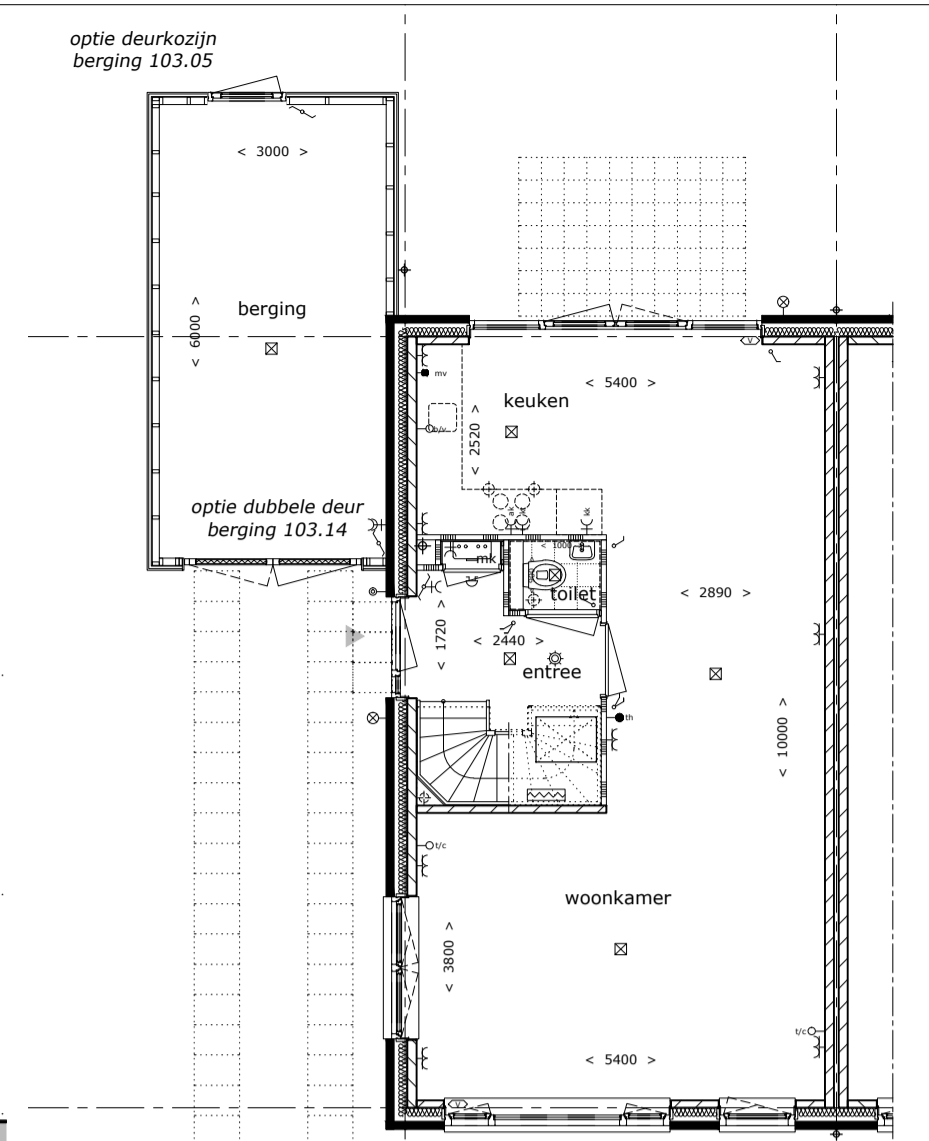 optie deurkozijn
berging 103.05
< 3000 >
berging
< 6000 >
optie dubbele deur
berging 103.14
V
mv
< 5400 >
keuken
b/v
< 2520 >
ak
kk
mk
toilet
< 2890 >
< 1720 >
< 2440 >
entree
th
< 10000 >
t/c
woonkamer
< 3800 >
t/c
< 5400 >
V